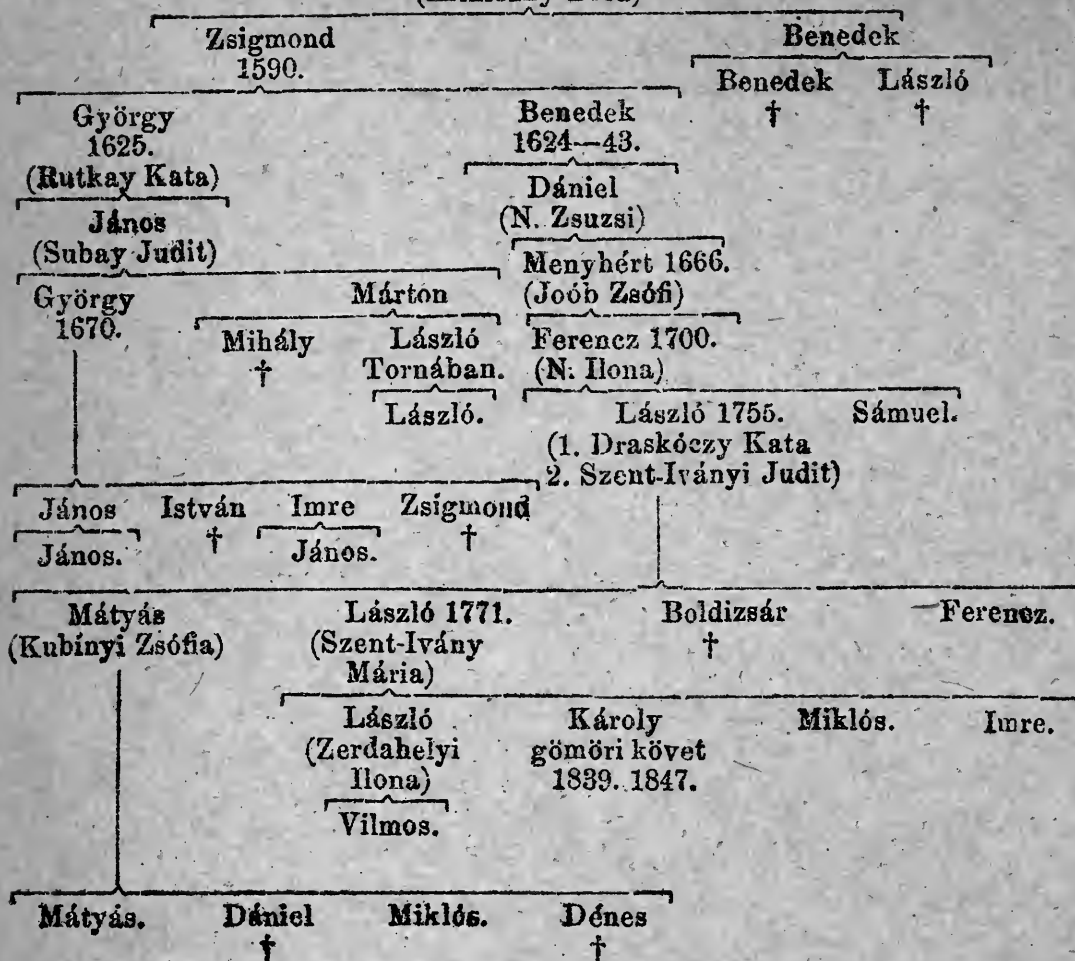 Zsigmond Benedek
1590.
Benedek László
† †
György Benedek
1625. 1624—43.
(Rutkay Kata)
Dániel
(N. Zsuzsi)
János
(Subay Judit)
Menyhért 1666.
(Joób Zsófi)
György Márton
1670.
Mihály László Ferencz 1700.
† Tornában. (N. Ilona)
László. László 1755. Sámuel.
(1. Draskóczy Kata
2. Szent-Iványi Judit)
János István Imre Zsigmond
† †
János. János.
Mátyás László 1771. Boldizsár Ferencz.
(Kubínyi Zsófia) (Szent-Ivány †
Mária)
László Károly Miklós. Imre.
(Zerdahelyi gömöri követ
Ilona) 1839. 1847.
Vilmos.
Mátyás. Dániel Miklós. Dénes
† †